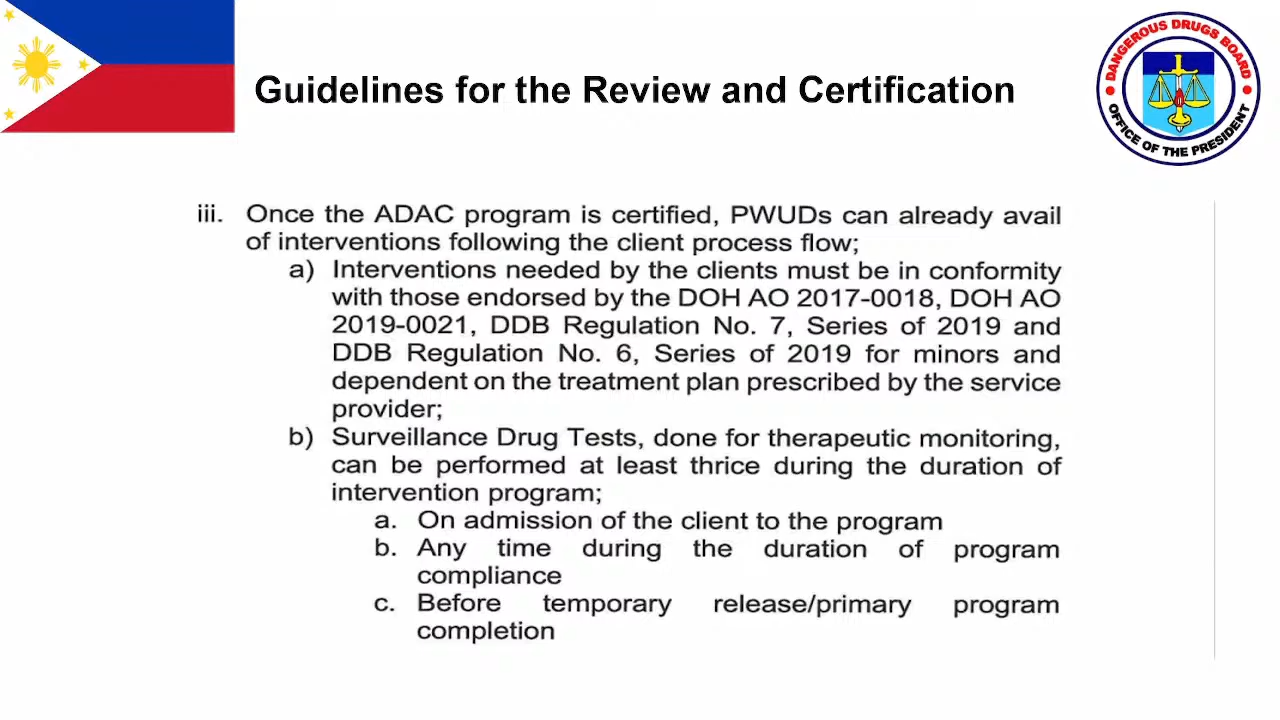 Guidelines for the Review and Certification
DANGEROUS DRUGS BOARD
OFFICE OF THE PRESIDENT
iii. Once the ADAC program is certified, PWUDs can already avail
of interventions following the client process flow;
a) Interventions needed by the clients must be in conformity
with those endorsed by the DOH AO 2017-0018, DOH AO
2019-0021, DDB Regulation No. 7, Series of 2019 and
DDB Regulation No. 6, Series of 2019 for minors and
dependent on the treatment plan prescribed by the service
provider;
b) Surveillance Drug Tests, done for therapeutic monitoring,
can be performed at least thrice during the duration of
intervention program;
a. On admission of the client to the program
b. Any time during the duration of program
compliance
c. Before temporary release/primary program
completion